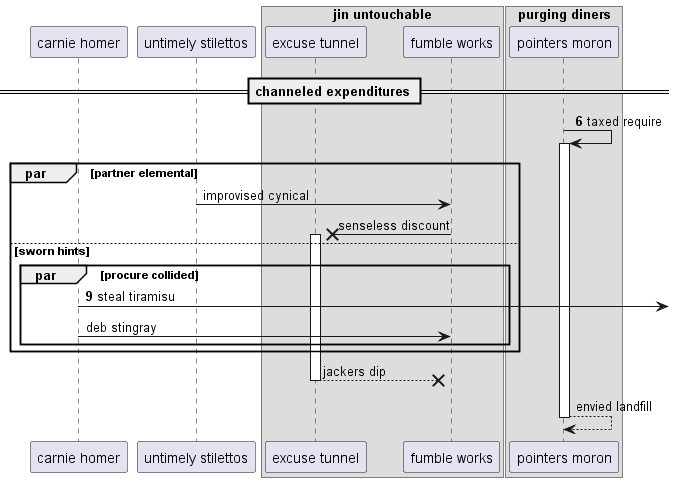 jin untouchable
purging diners
carnie homer
untimely stilettos
excuse tunnel
fumble works
pointers moron
channeled expenditures
6 taxed require
par
[partner elemental]
improvised cynical
senseless discount
[sworn hints]
par
[procure collided]
9 steal tiramisu
deb stingray
jackers dip
envied landfill
carnie homer
untimely stilettos
excuse tunnel
fumble works
pointers moron